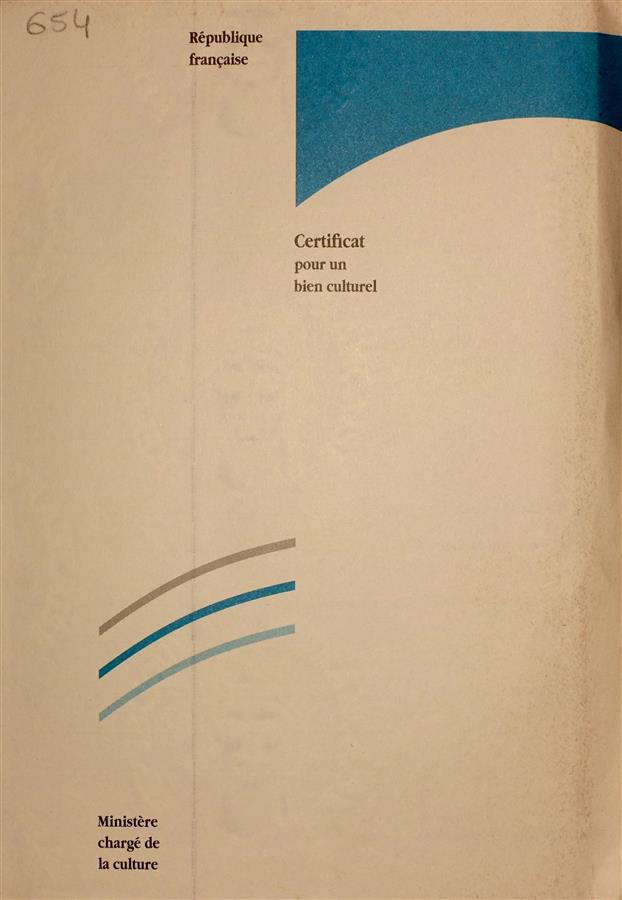 654
République
française
Certificat
pour un
bien culturel
Ministère
chargé de
la culture